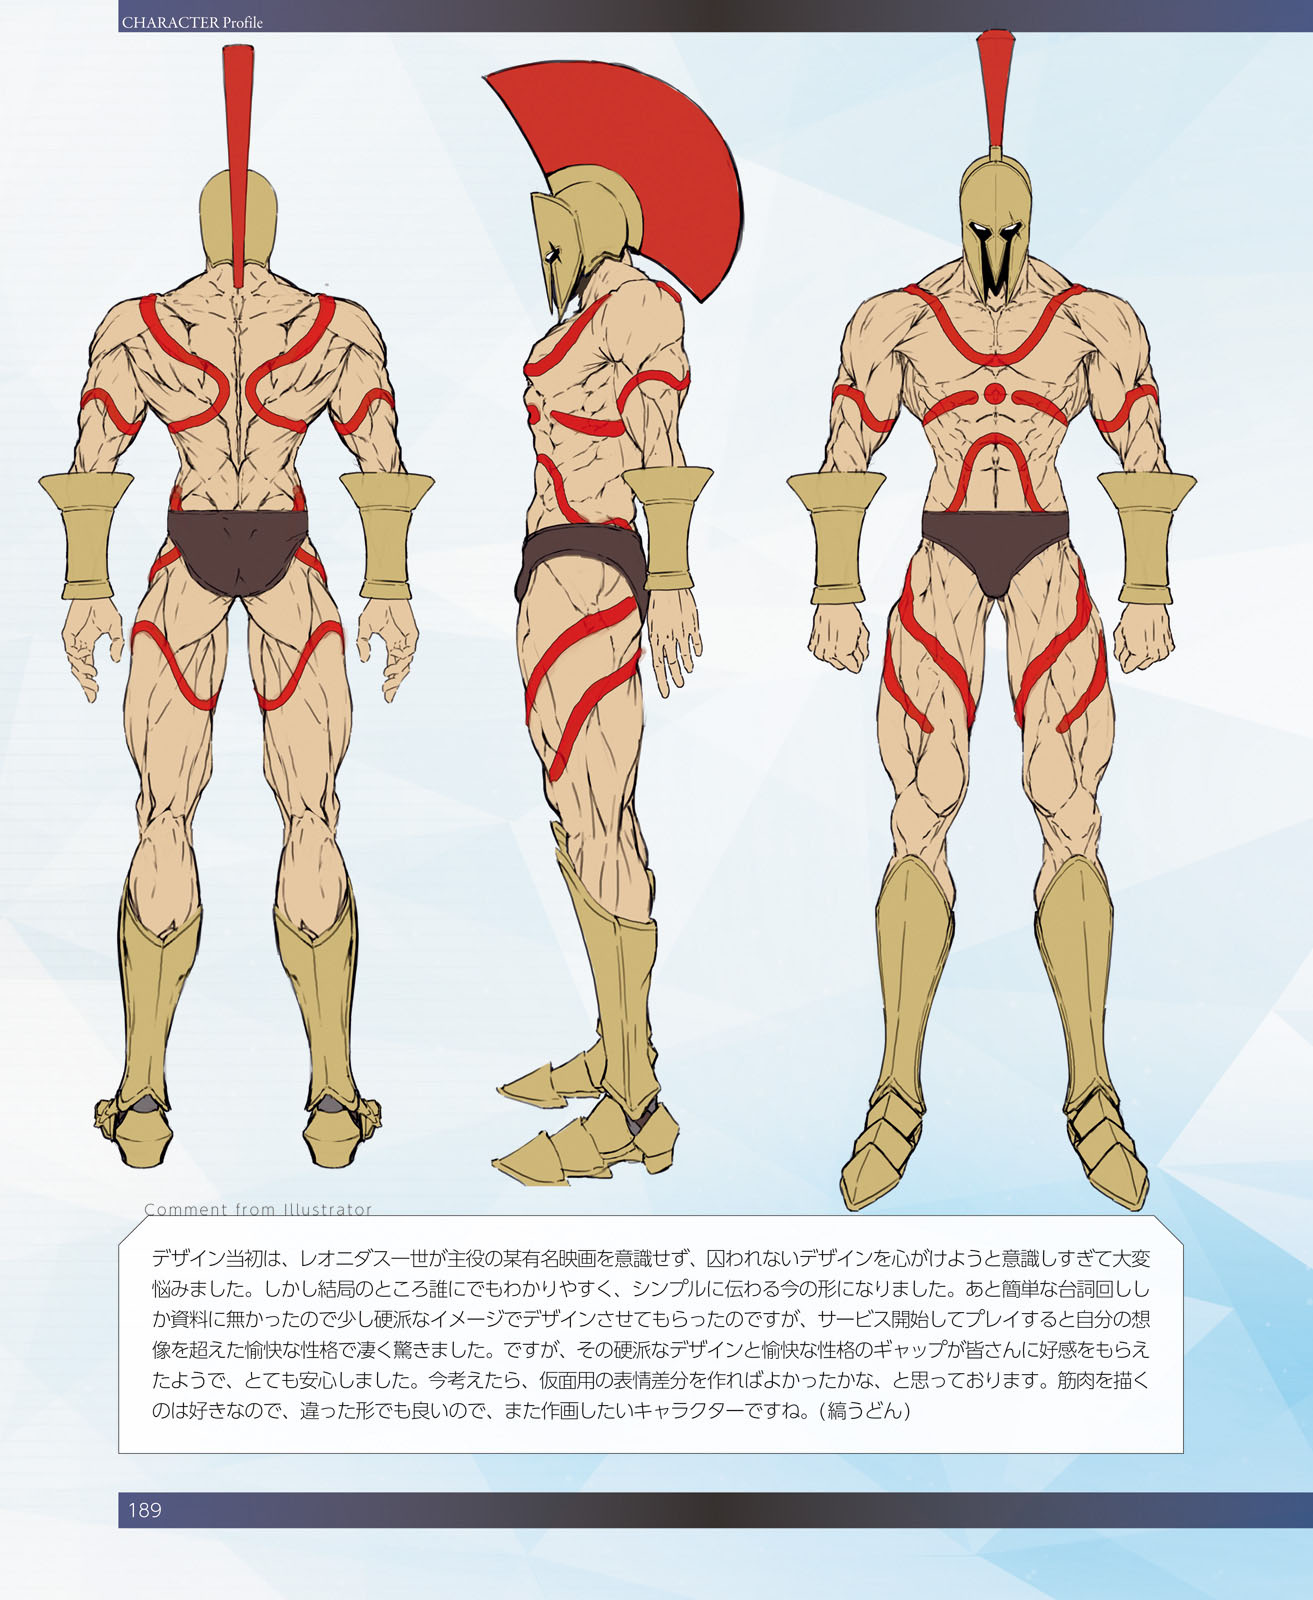 CHARACTER Profile
Comment from Illustrator
デザイン当初は、レオニダス一世が主役の某有名映画を意識せず、囚われないデザインを心がけようと意識しすぎて大変
悩みました。しかし結局のところ誰にでもわかりやすく、シンプルに伝わる今の形になりました。あと簡単な台詞回しし
か資料に無かったので少し硬派なイメージでデザインさせてもらったのですが、サービス開始してプレイすると自分の想
像を超えた愉快な性格で凄く驚きました。ですが、その硬派なデザインと愉快な性格のギャップが皆さんに好感をもらえ
たようで、とても安心しました。今考えたら、仮面用の表情差分を作ればよかったかな、と思っております。筋肉を描く
のは好きなので、違った形でも良いので、また作画したいキャラクターですね。(縞うどん)
189